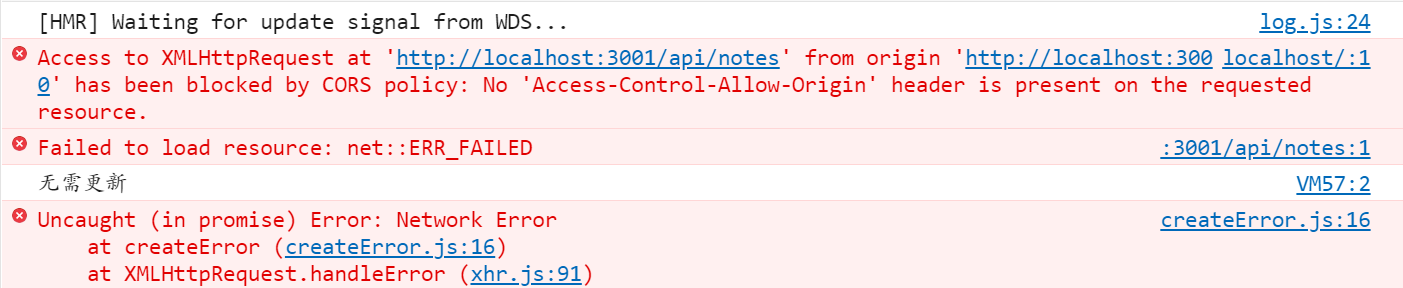 [HMR] Waiting for update signal from WDS... log.js:24
Access to XMLHttpRequest at 'http://localhost:3001/api/notes' from origin 'http://localhost:300 localhost/:1
0' has been blocked by CORS policy: No 'Access-Control-Allow-Origin' header is present on the requested
resource.
Failed to load resource: net::ERR_FAILED :3001/api/notes:1
无需更新 VM57:2
Uncaught (in promise) Error: Network Error createError.js:16
at createError (createError.js:16)
at XMLHttpRequest.handleError (xhr.js:91)